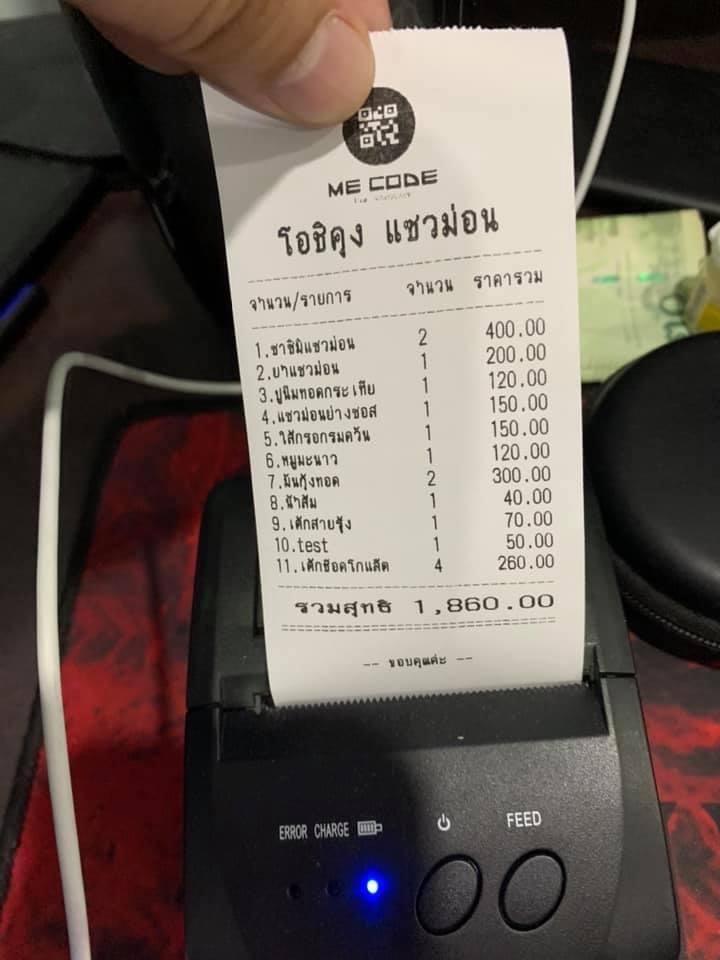 ME CODE
โอชิคุง แซวม่อน
จำนวน/รายการ จำนวน ราคารวม
1.ซาชิมิแซวม่อน 2 400.00
2.ยำแซวม่อน 1 200.00
3.ปูนิมทอดกระเทีย 1 120.00
4.แซวม่อนย่างซอส 1 150.00
5.ไส้กรอกรมควัน 1 150.00
6.หมูมะนาว 1 120.00
7.มันกุ้งทอด 2 300.00
8.น้ำส้ม 1 40.00
9.เค้กสายรุ้ง 1 70.00
10.test 1 50.00
11.เค้กช๊อคโกแล๊ต 4 260.00
รวมสุทธิ 1,860.00
-- ขอบคุณค่ะ --
ERROR CHARGE FEED